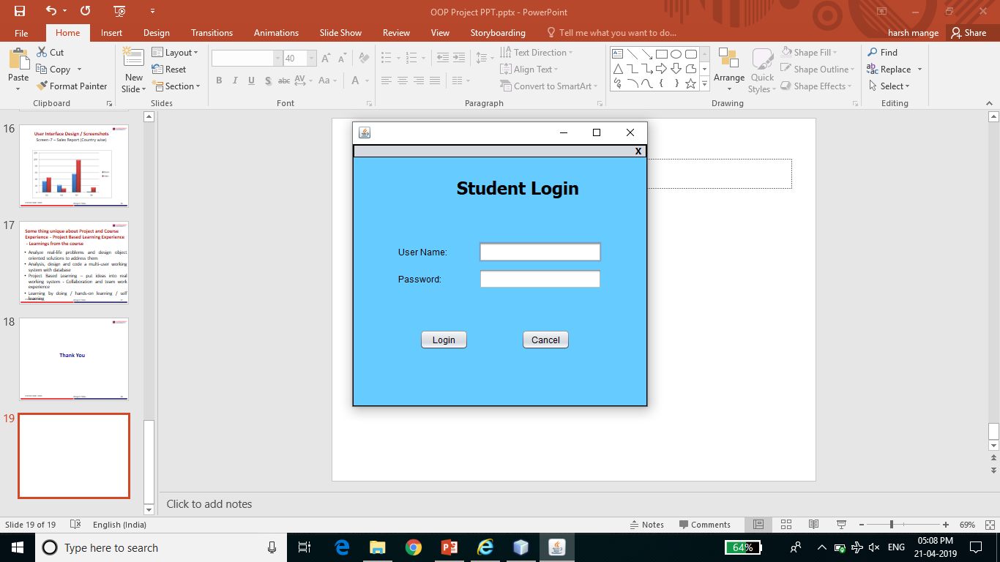 OOP Project PPT.pptx - PowerPoint
File Home Insert Design Transitions Animations Slide Show Review View Storyboarding Tell me what you want to do... harsh mange Share
Paste
Cut
Copy
Format Painter
Clipboard
New Slide
Layout
Reset
Section
Slides
40
B I U S abc AV Aa A
Font
Text Direction
Align Text
Convert to SmartArt
Paragraph
Arrange
Quick Styles
Shape Fill
Shape Outline
Shape Effects
Drawing
Find
Replace
Select
Editing
16
User Interface Design / Screenshots
Screen-7 – Sales Report (Country wise)
17
Some thing unique about Project and Course
Experience - Project Based Learning Experience
- Learnings from the course
• Analyze real-life problems and design object
oriented solutions to address them
• Analysis, design and code a multi-user working
system with database
• Project Based Learning – put ideas into real
working system - Collaboration and team work
experience
• Learning by doing / hands-on learning / self
learning
18
Thank You
19
X
Student Login
User Name:
Password:
Login Cancel
Click to add notes
Slide 19 of 19 English (India) Notes Comments 69%
Type here to search
64%
ENG
05:08 PM
21-04-2019